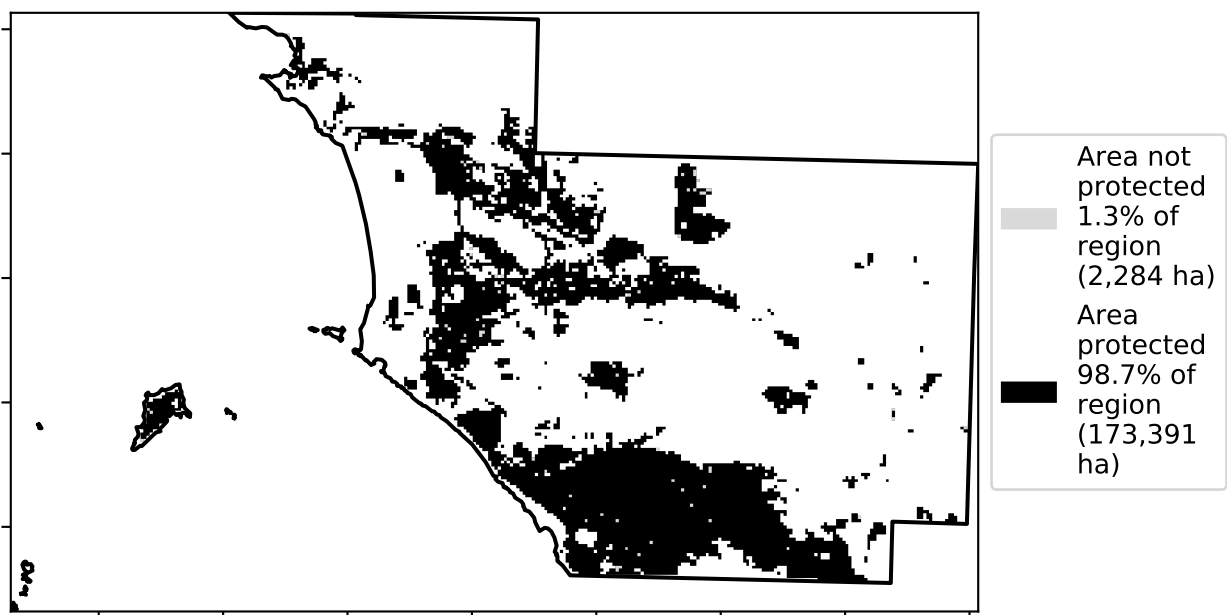 Area not
protected
1.3% of
region
(2,284 ha)
Area
protected
98.7% of
region
(173,391
ha)